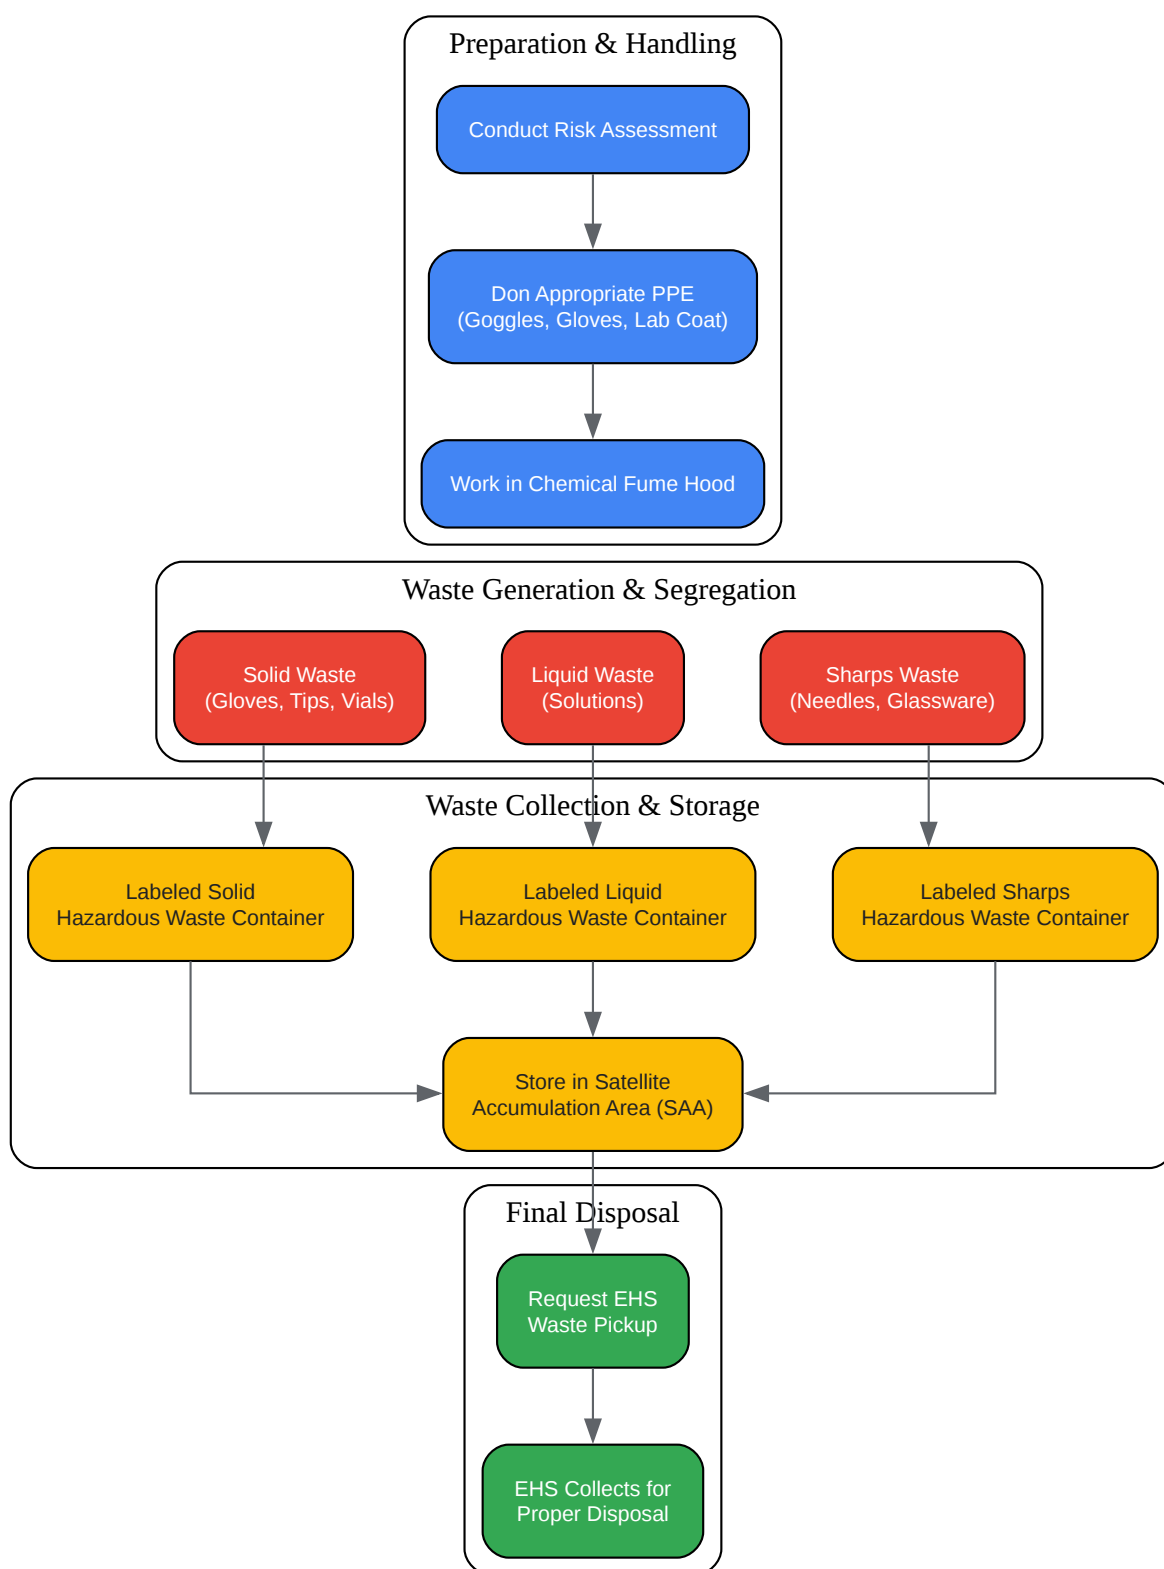 Preparation & Handling
Conduct Risk Assessment
Don Appropriate PPE
(Goggles, Gloves, Lab Coat)
Work in Chemical Fume Hood
Waste Generation & Segregation
Solid Waste
(Gloves, Tips, Vials)
Liquid Waste
(Solutions)
Sharps Waste
(Needles, Glassware)
Waste Collection & Storage
Labeled Solid
Hazardous Waste Container
Labeled Liquid
Hazardous Waste Container
Labeled Sharps
Hazardous Waste Container
Store in Satellite
Accumulation Area (SAA)
Final Disposal
Request EHS
Waste Pickup
EHS Collects for
Proper Disposal